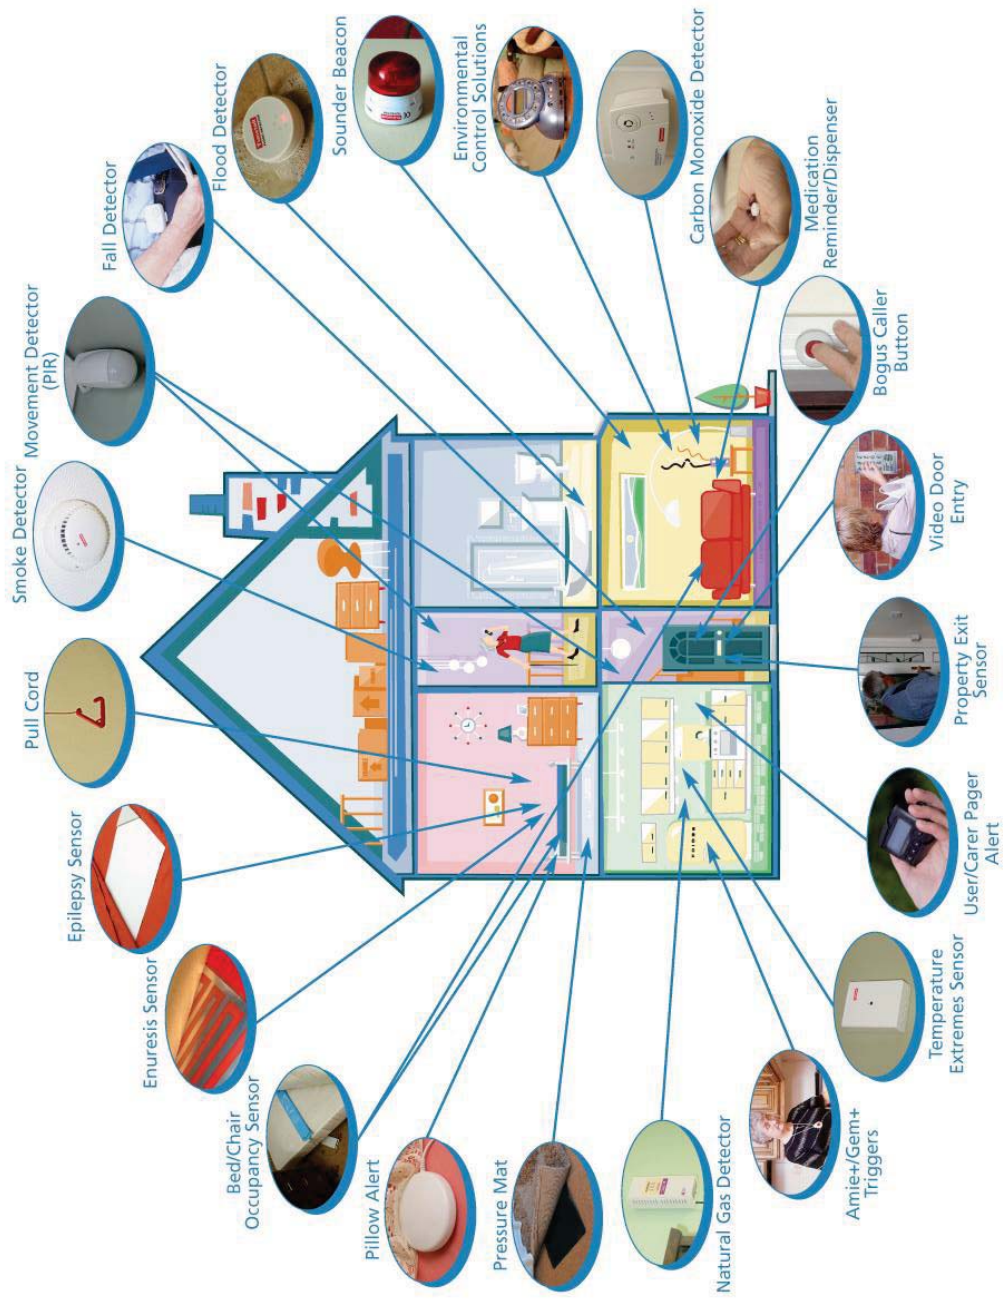 Pull Cord
Smoke Detector
Movement Detector
(PIR)
Fall Detector
Flood Detector
Sounder Beacon
Environmental
Control Solutions
Carbon Monoxide Detector
Medication
Reminder/Dispenser
Bogus Caller
Button
Video Door
Entry
Property Exit
Sensor
User/Carer Pager
Alert
Temperature
Extremes Sensor
Amie+/Gem+
Triggers
Natural Gas Detector
Pressure Mat
Pillow Alert
Bed/Chair
Occupancy Sensor
Enuresis Sensor
Epilepsy Sensor